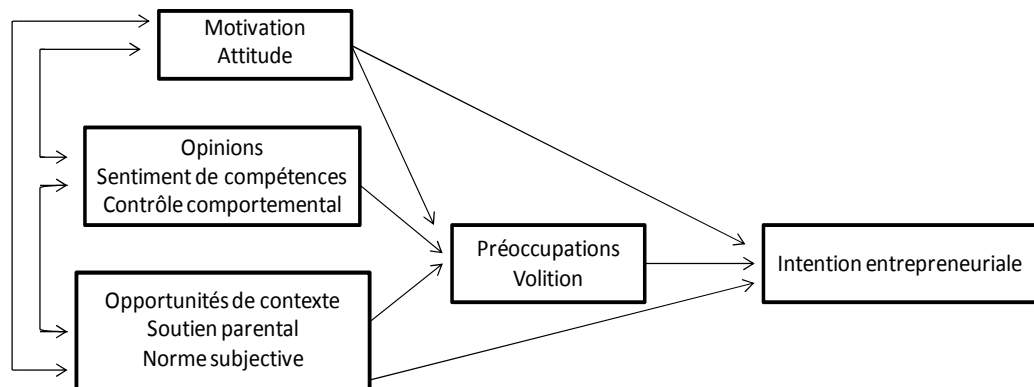 Motivation
Attitude
Opinions
Sentiment de compétences
Contrôle comportemental
Opportunités de contexte
Soutien parental
Norme subjective
Préoccupations
Volition
Intention entrepreneuriale